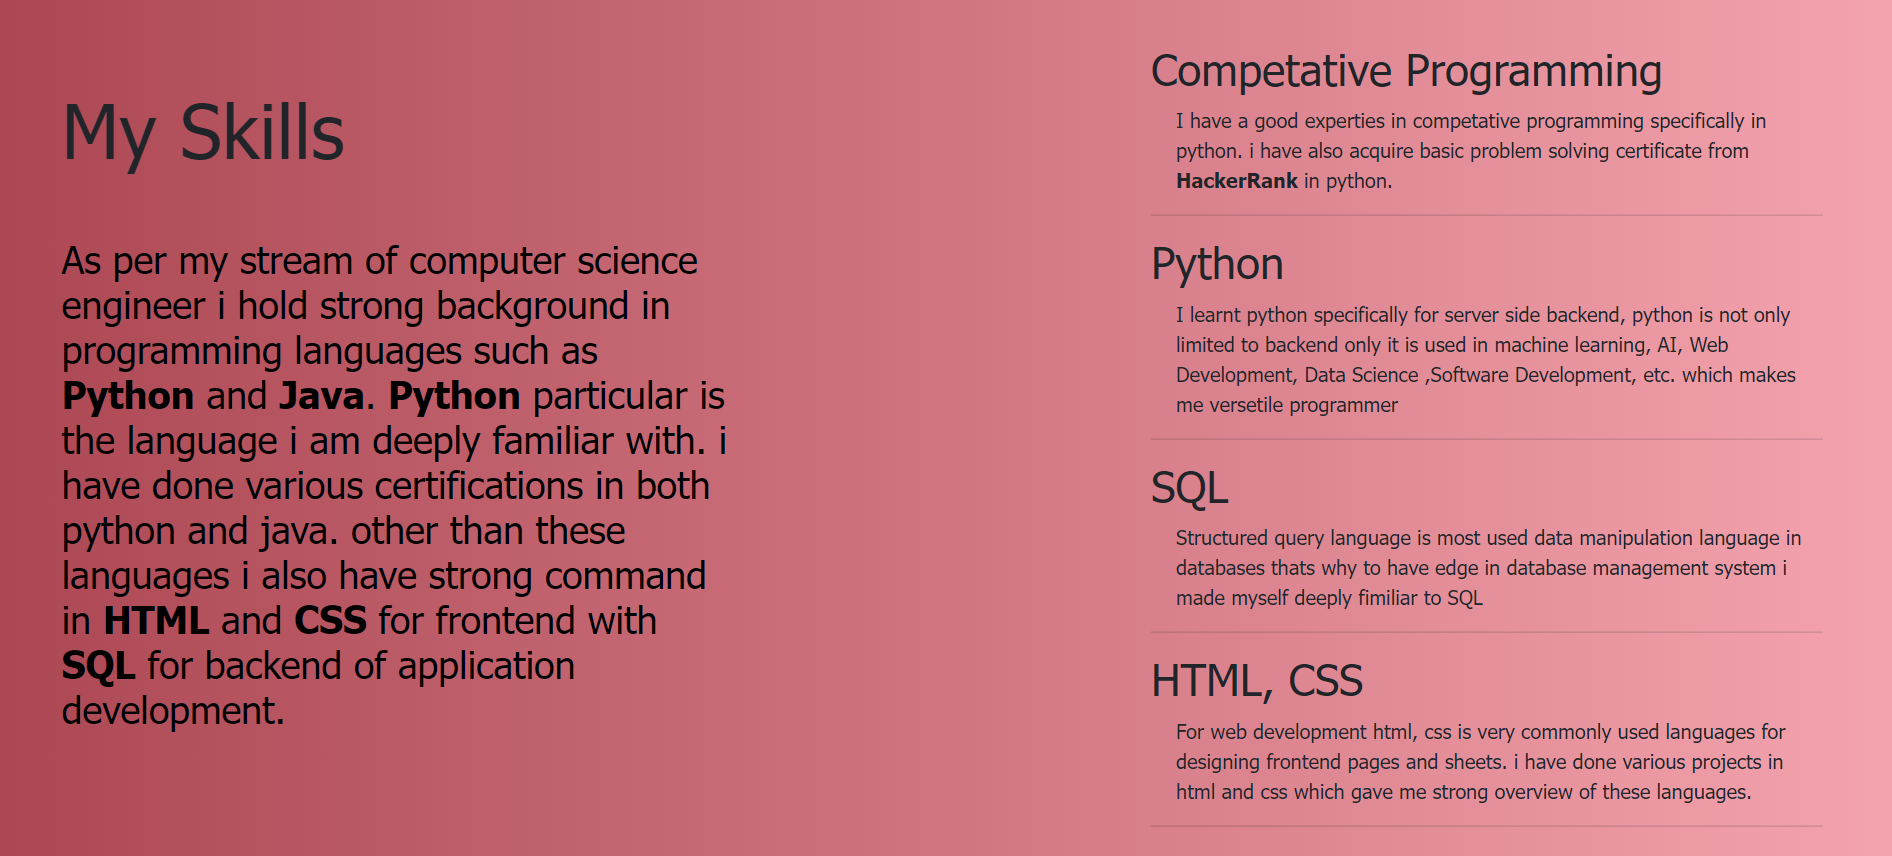 My Skills
As per my stream of computer science
engineer i hold strong background in
programming languages such as
Python and Java. Python particular is
the language i am deeply familiar with. i
have done various certifications in both
python and java. other than these
languages i also have strong command
in HTML and CSS for frontend with
SQL for backend of application
development.
Competative Programming
I have a good experties in competative programming specifically in
python. i have also acquire basic problem solving certificate from
HackerRank in python.
Python
I learnt python specifically for server side backend, python is not only
limited to backend only it is used in machine learning, AI, Web
Development, Data Science ,Software Development, etc. which makes
me versetile programmer
SQL
Structured query language is most used data manipulation language in
databases thats why to have edge in database management system i
made myself deeply fimiliar to SQL
HTML, CSS
For web development html, css is very commonly used languages for
designing frontend pages and sheets. i have done various projects in
html and css which gave me strong overview of these languages.